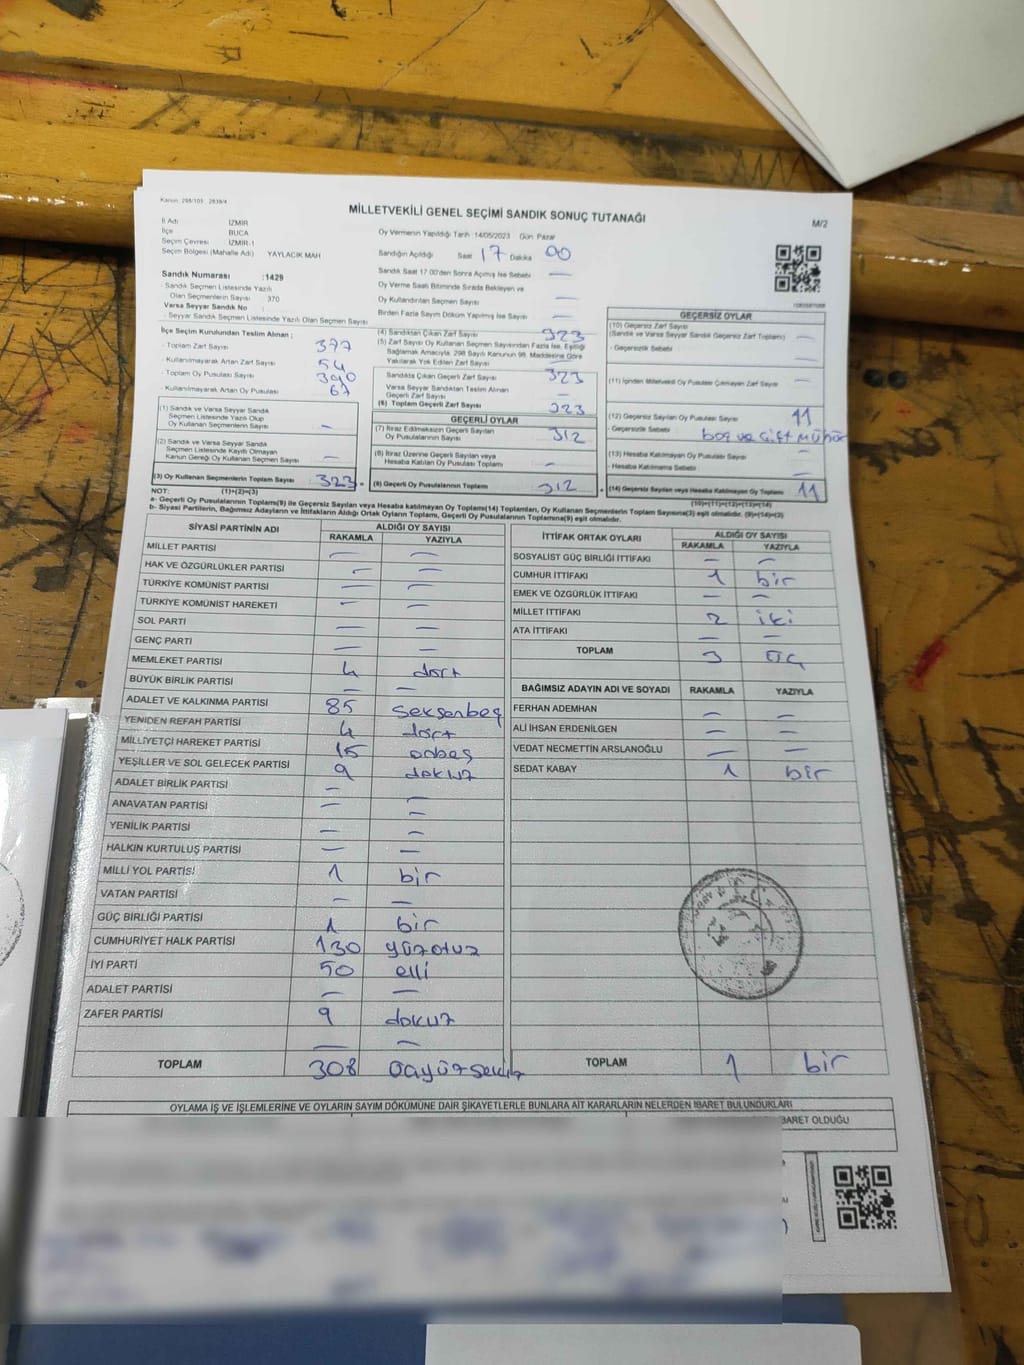 Kanun: 298/105 2839/4
MİLLETVEKİLİ GENEL SEÇİMİ SANDIK SONUÇ TUTANAĞI
M/2
İl Adı İZMİR
İlçe BUCA
Seçim Çevresi İZMİR-1
Seçim Bölgesi (Mahalle Adı) YAYLACIK MAH
Sandık Numarası :1429
Sandık Seçmen Listesinde Yazılı
Olan Seçmenlerin Sayısı 370
Varsa Seyyar Sandık No
Seyyar Sandık Seçmen Listesinde Yazılı Olan Seçmen Sayısı
Oy Vermenin Yapıldığı Tarih :14/05/2023 Gün: Pazar
Sandığın Açıldığı Saat 17 Dakika 00
Sandık Saat 17.00'den Sonra Açılmış İse Sebebi —
Oy Verme Saati Bitiminde Sırada Bekleyen ve
Oy Kullandırılan Seçmen Sayısı —
Birden Fazla Sayım Döküm Yapılmış İse Sayısı —
İlçe Seçim Kurulundan Teslim Alınan ;
Toplam Zarf Sayısı 377
Kullanılmayarak Artan Zarf Sayısı 54
Toplam Oy Pusulası Sayısı 390
Kullanılmayarak Artan Oy Pusulası 67
(1) Sandık ve Varsa Seyyar Sandık
Seçmen Listesinde Yazılı Olup
Oy Kullanan Seçmenlerin Sayısı —
(2) Sandık ve Varsa Seyyar Sandık
Seçmen Listesinde Kayıtlı Olmayan
Kanun Gereği Oy Kullanan Seçmen Sayısı —
(3) Oy Kullanan Seçmenlerin Toplam Sayısı 323
(1)+(2)=(3)
(4) Sandıktan Çıkan Zarf Sayısı 323
(5) Zarf Sayısı Oy Kullanan Seçmen Sayısından Fazla İse, Eşitliği
Bağlamak Amacıyla, 298 Sayılı Kanunun 98. Maddesine Göre
Yakılarak Yok Edilen Zarf Sayısı —
Sandıkta Çıkan Geçerli Zarf Sayısı 323
Varsa Seyyar Sandıktan Teslim Alınan
Geçerli Zarf Sayısı —
(6) Toplam Geçerli Zarf Sayısı 323
GEÇERLİ OYLAR
(7) İtiraz Edilmeksizin Geçerli Sayılan
Oy Pusulalarının Sayısı 312
(8) İtiraz Üzerine Geçerli Sayılan veya
Hesaba Katılan Oy Pusulası Toplamı —
(9) Geçerli Oy Pusulalarının Toplamı 312
GEÇERSİZ OYLAR
(10) Geçersiz Zarf Sayısı
(Sandık ve Varsa Seyyar Sandık Geçersiz Zarf Toplamı) —
Geçersizlik Sebebi —
(11) İçinden Milletvekili Oy Pusulası Çıkmayan Zarf Sayısı —
(12) Geçersiz Sayılan Oy Pusulası Sayısı 11
Geçersizlik Sebebi boş ve Çift Mühür
(13) Hesaba Katılmayan Oy Pusulası Sayısı —
Hesaba Katılmama Sebebi —
(14) Geçersiz Sayılan veya Hesaba Katılmayan Oy Toplamı 11
(10)+(11)+(12)+(13)=(14)
NOT:
a- Geçerli Oy Pusulalarının Toplamı(9) ile Geçersiz Sayılan veya Hesaba Katılmayan Oy Toplamı(14) Toplamları, Oy Kullanan Seçmenlerin Toplam Sayısına(3) eşit olmalıdır. (9)+(14)=(3)
b- Siyasi Partilerin, Bağımsız Adayların ve İttifakların Aldığı Ortak Oyların Toplamı, Geçerli Oy Pusulalarının Toplamına(9) eşit olmalıdır.
SİYASİ PARTİNİN ADI ALDIĞI OY SAYISI
RAKAMLA YAZIYLA
MİLLET PARTİSİ — —
HAK VE ÖZGÜRLÜKLER PARTİSİ — —
TÜRKİYE KOMÜNİST PARTİSİ — —
TÜRKİYE KOMÜNİST HAREKETİ — —
SOL PARTİ — —
GENÇ PARTİ — —
MEMLEKET PARTİSİ 4 dört
BÜYÜK BİRLİK PARTİSİ — —
ADALET VE KALKINMA PARTİSİ 85 seksenbeş
YENİDEN REFAH PARTİSİ 4 dört
MİLLİYETÇİ HAREKET PARTİSİ 15 onbeş
YEŞİLLER VE SOL GELECEK PARTİSİ 9 dokuz
ADALET BİRLİK PARTİSİ — —
ANAVATAN PARTİSİ — —
YENİLİK PARTİSİ — —
HALKIN KURTULUŞ PARTİSİ — —
MİLLİ YOL PARTİSİ 1 bir
VATAN PARTİSİ — —
GÜÇ BİRLİĞİ PARTİSİ 1 bir
CUMHURİYET HALK PARTİSİ 130 yüzotuz
İYİ PARTİ 50 elli
ADALET PARTİSİ — —
ZAFER PARTİSİ 9 dokuz
— —
TOPLAM 308 üçyüzsekiz
İTTİFAK ORTAK OYLARI ALDIĞI OY SAYISI
RAKAMLA YAZIYLA
SOSYALİST GÜÇ BİRLİĞİ İTTİFAKI — —
CUMHUR İTTİFAKI 1 bir
EMEK VE ÖZGÜRLÜK İTTİFAKI — —
MİLLET İTTİFAKI 2 iki
ATA İTTİFAKI — —
TOPLAM 3 üç
BAĞIMSIZ ADAYIN ADI VE SOYADI RAKAMLA YAZIYLA
FERHAN ADEMHAN — —
ALİ İHSAN ERDENİLGEN — —
VEDAT NECMETTİN ARSLANOĞLU — —
SEDAT KABAY 1 bir
TOPLAM 1 bir
OYLAMA İŞ VE İŞLEMLERİNE VE OYLARIN SAYIM DÖKÜMÜNE DAİR ŞİKAYETLERLE BUNLARA AİT KARARLARIN NELERDEN İBARET BULUNDUKLARI
BARET OLDUĞU